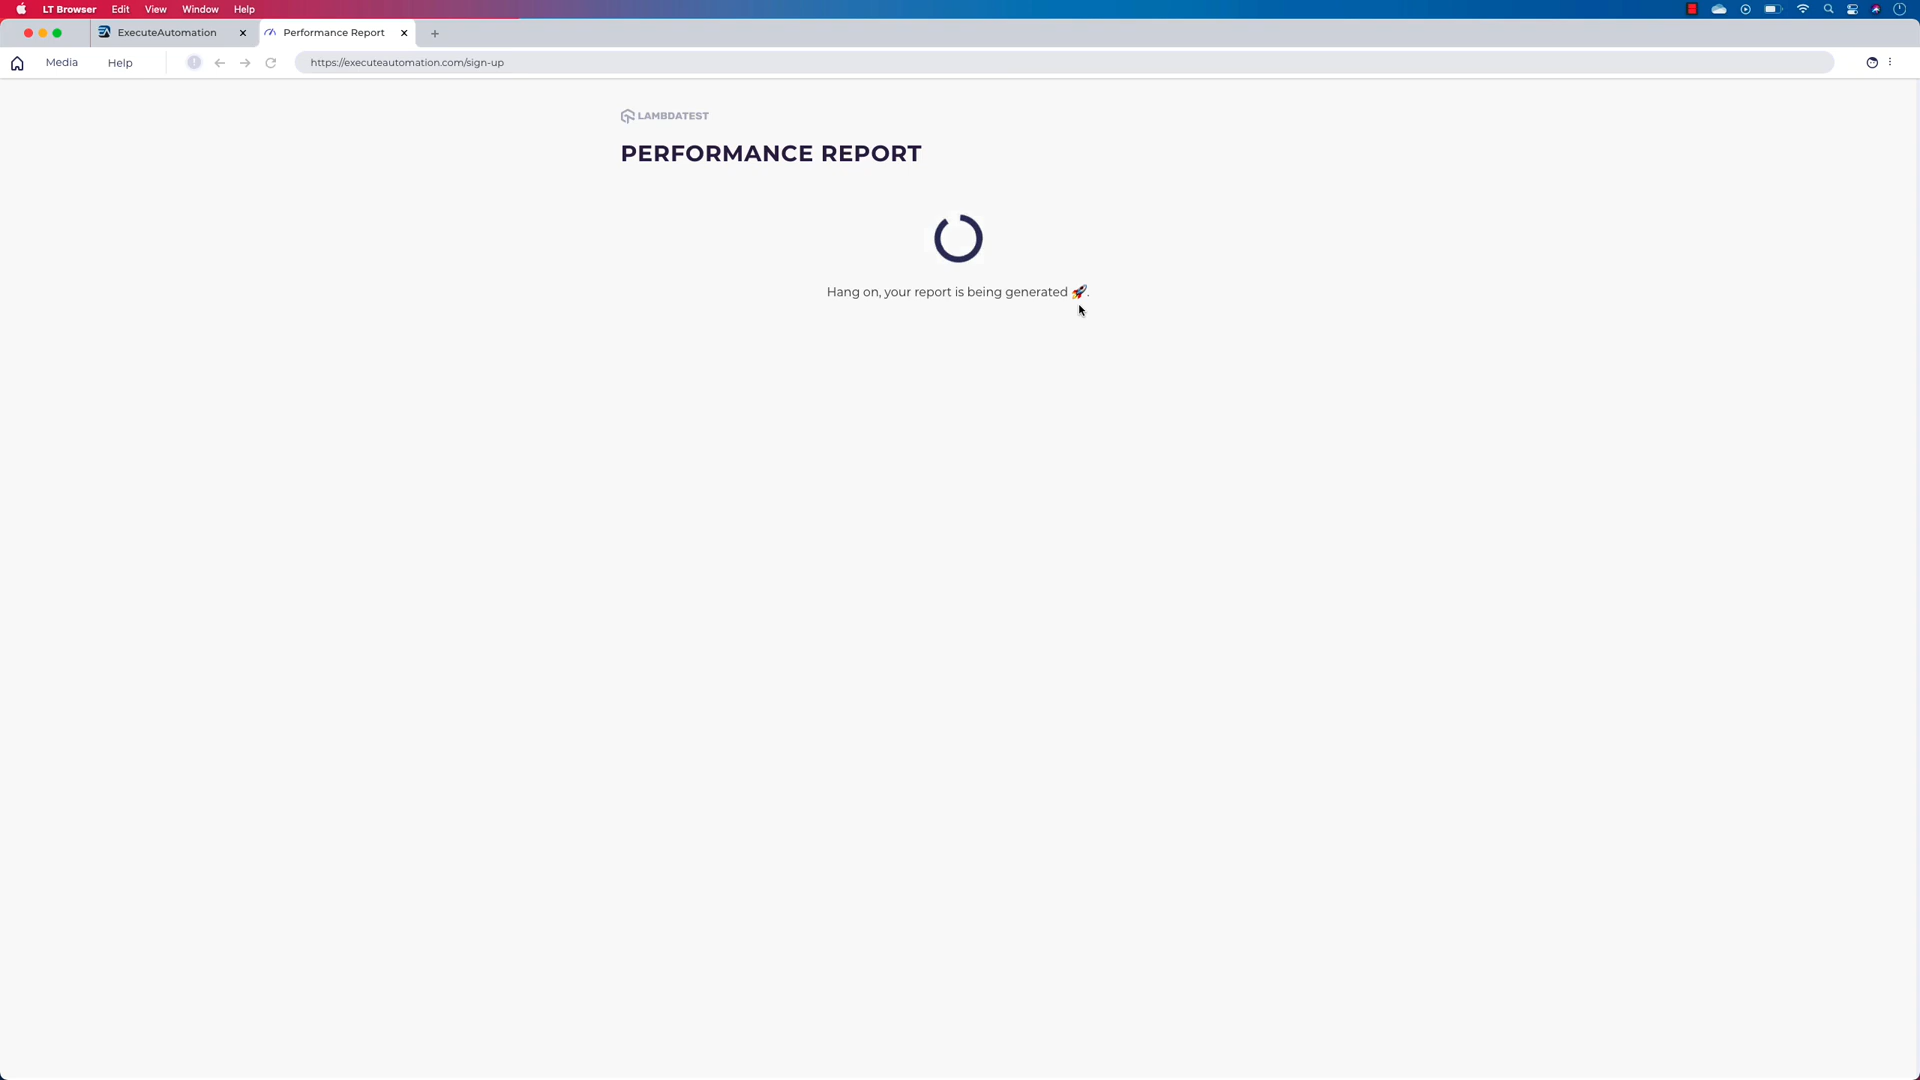 LT Browser Edit View Window Help
ExecuteAutomation Performance Report
Media Help https://executeautomation.com/sign-up
LAMBDATEST
PERFORMANCE REPORT
Hang on, your report is being generated 🚀.